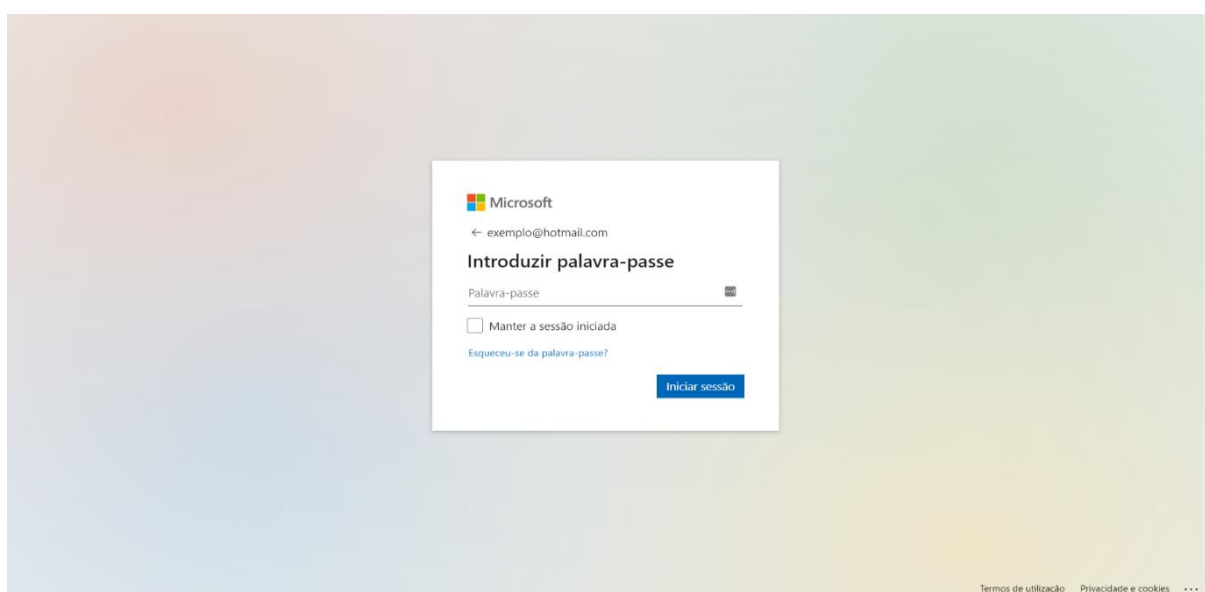 Microsoft
← exemplo@hotmail.com
Introduzir palavra-passe
Palavra-passe
Manter a sessão iniciada
Esqueceu-se da palavra-passe?
Iniciar sessão
Termos de utilização Privacidade e cookies ...